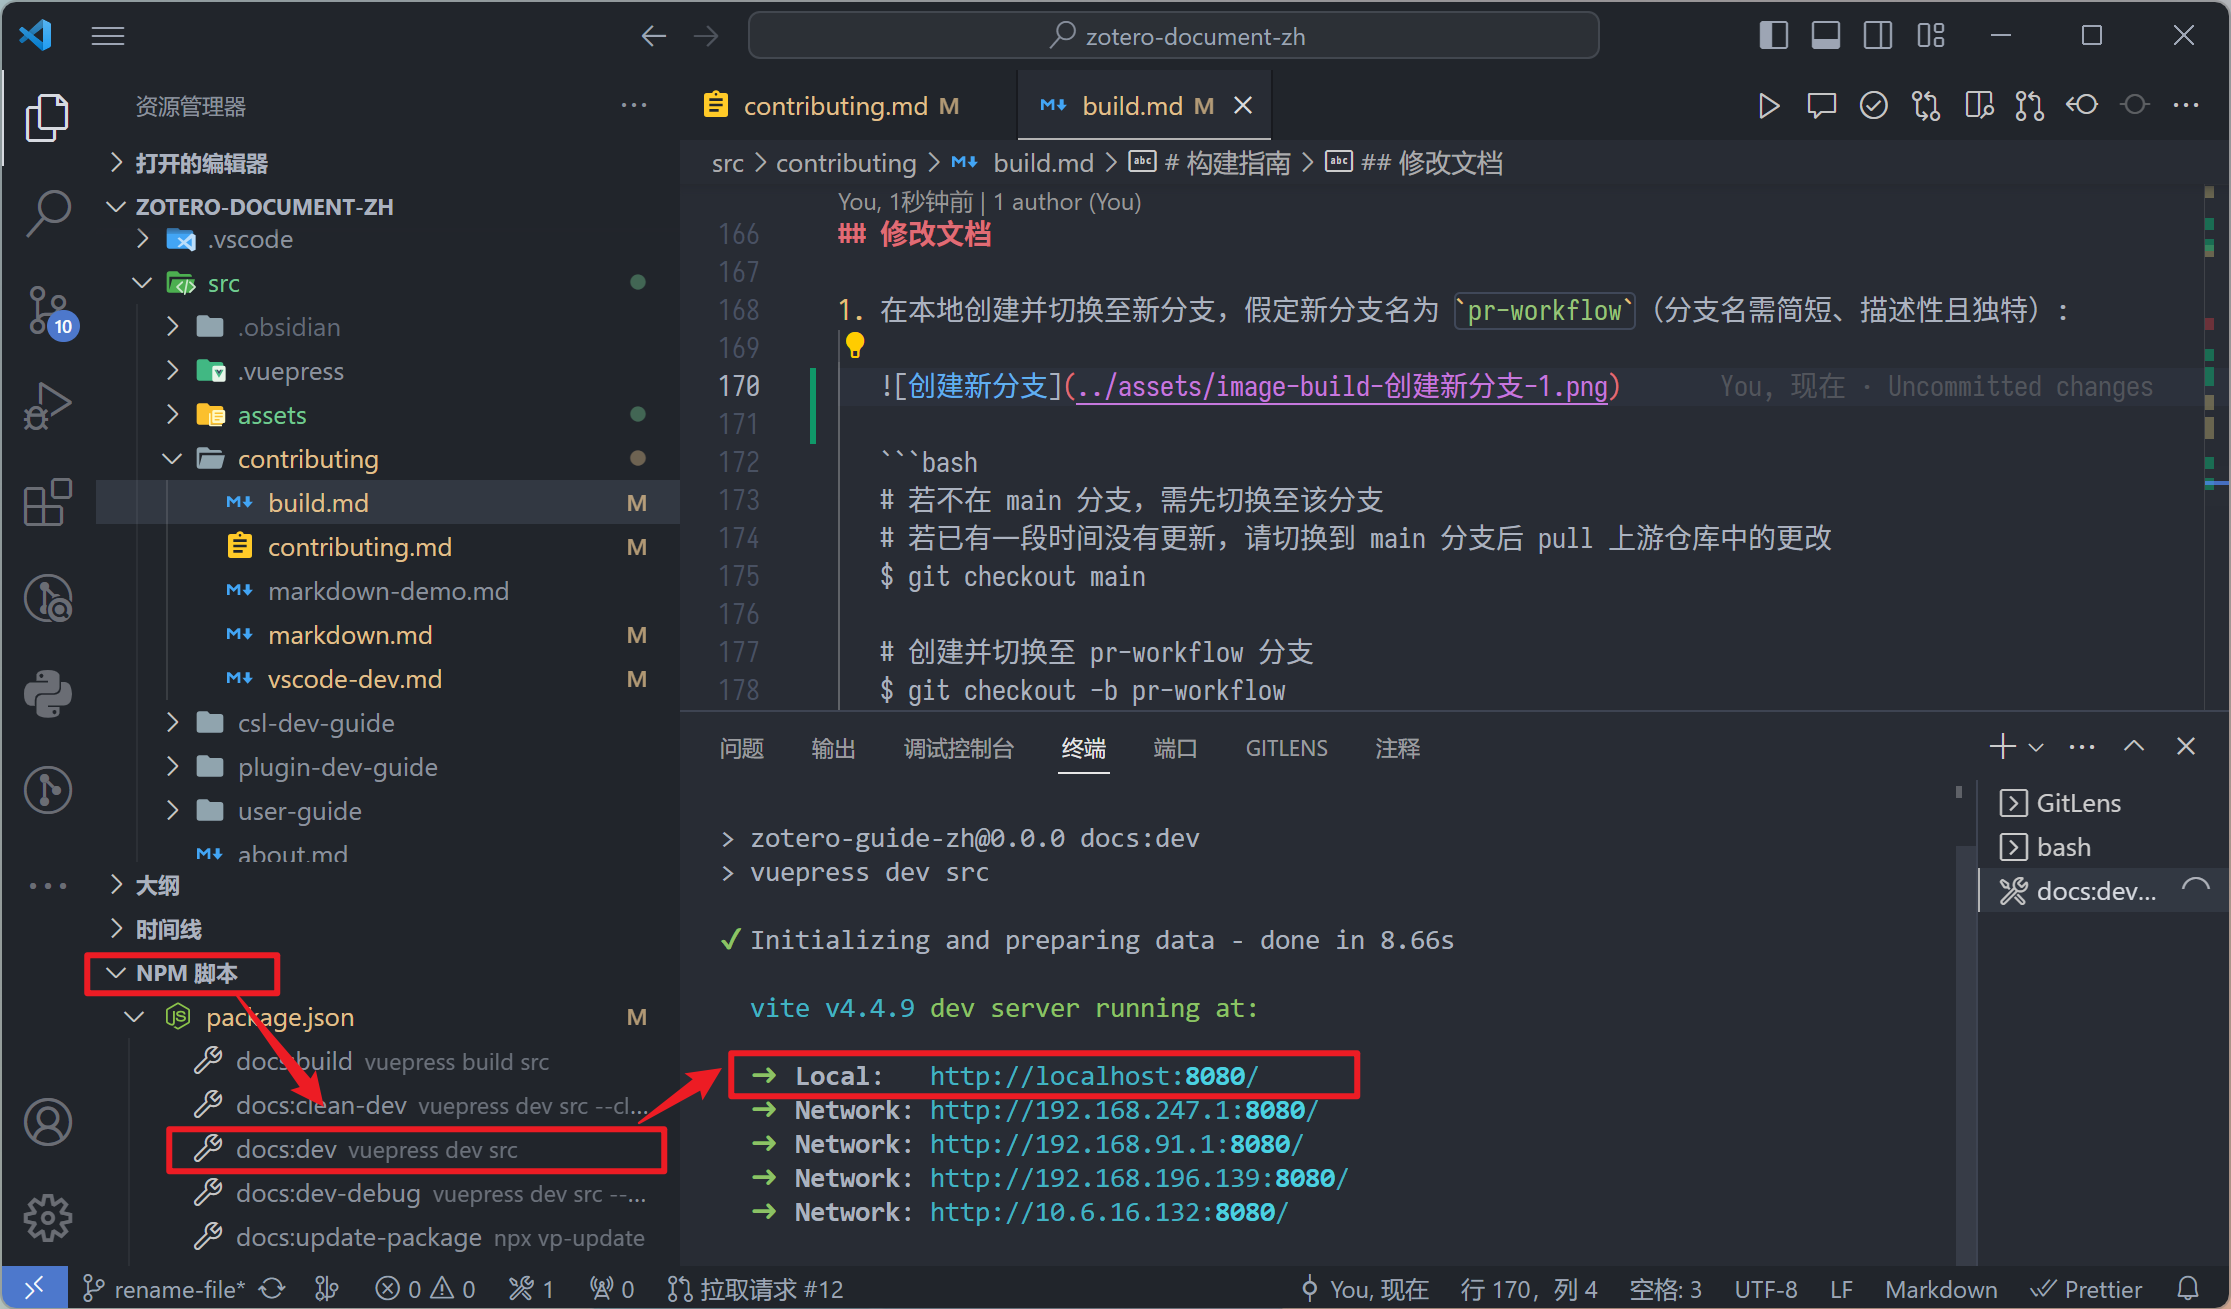 zotero-document-zh
资源管理器
打开的编辑器
ZOTERO-DOCUMENT-ZH
.vscode
src
.obsidian
.vuepress
assets
contributing
build.md M
contributing.md M
markdown-demo.md
markdown.md M
vscode-dev.md M
csl-dev-guide
plugin-dev-guide
user-guide
about.md
大纲
时间线
NPM 脚本
package.json M
docs:build vuepress build src
docs:clean-dev vuepress dev src --cl...
docs:dev vuepress dev src
docs:dev-debug vuepress dev src --...
docs:update-package npx vp-update
10
contributing.md M
build.md M
src > contributing > build.md > # 构建指南 > ## 修改文档
You, 1秒钟前 | 1 author (You)
166 ## 修改文档
167
168 1. 在本地创建并切换至新分支，假定新分支名为 `pr-workflow`（分支名需简短、描述性且独特）：
169
170 ![创建新分支](../assets/image-build-创建新分支-1.png) You, 现在 · Uncommitted changes
171
172 ```bash
173 # 若不在 main 分支，需先切换至该分支
174 # 若已有一段时间没有更新，请切换到 main 分支后 pull 上游仓库中的更改
175 $ git checkout main
176
177 # 创建并切换至 pr-workflow 分支
178 $ git checkout -b pr-workflow
问题 输出 调试控制台 终端 端口 GITLENS 注释
> zotero-guide-zh@0.0.0 docs:dev
> vuepress dev src
✓ Initializing and preparing data - done in 8.66s
vite v4.4.9 dev server running at:
➜ Local: http://localhost:8080/
➜ Network: http://192.168.247.1:8080/
➜ Network: http://192.168.91.1:8080/
➜ Network: http://192.168.196.139:8080/
➜ Network: http://10.6.16.132:8080/
GitLens
bash
docs:dev...
rename-file* 0 0 1 0 拉取请求 #12 You, 现在 行 170，列 4 空格: 3 UTF-8 LF Markdown Prettier